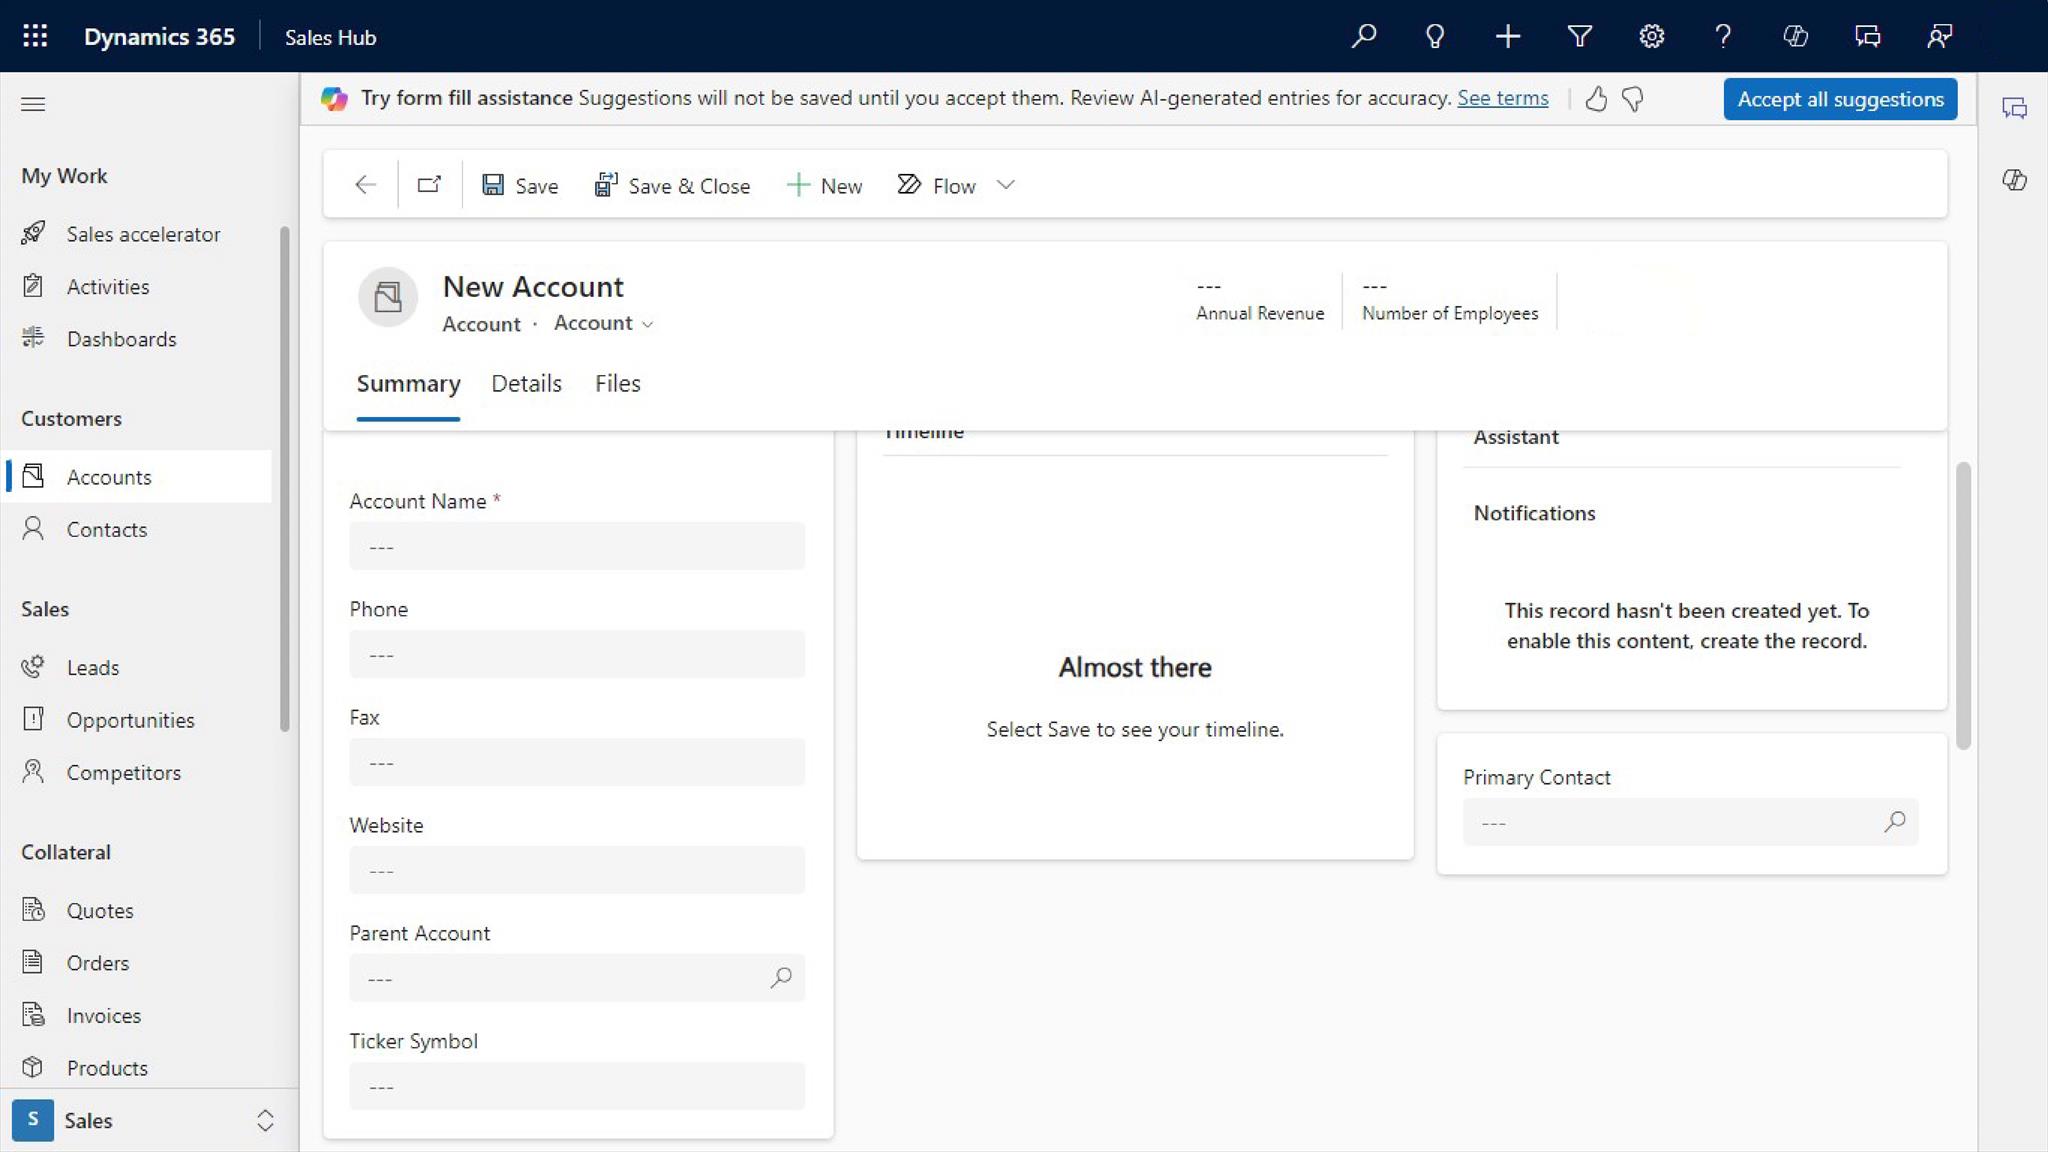 Dynamics 365 Sales Hub
Try form fill assistance Suggestions will not be saved until you accept them. Review AI-generated entries for accuracy. See terms
Accept all suggestions
My Work
Sales accelerator
Activities
Dashboards
Customers
Accounts
Contacts
Sales
Leads
Opportunities
Competitors
Collateral
Quotes
Orders
Invoices
Products
S Sales
Save Save & Close New Flow
New Account
Account · Account
---
Annual Revenue
---
Number of Employees
Summary Details Files
Account Name *
---
Phone
---
Fax
---
Website
---
Parent Account
---
Ticker Symbol
---
Timeline
Almost there
Select Save to see your timeline.
Assistant
Notifications
This record hasn't been created yet. To
enable this content, create the record.
Primary Contact
---